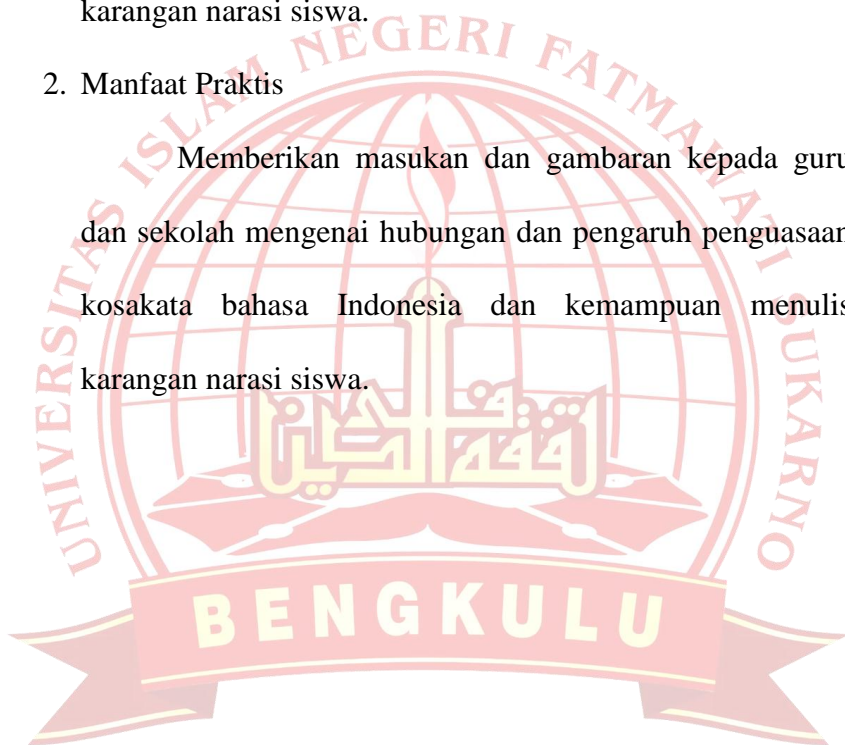 karangan narasi siswa.
2. Manfaat Praktis
Memberikan masukan dan gambaran kepada guru
dan sekolah mengenai hubungan dan pengaruh penguasaan
kosakata bahasa Indonesia dan kemampuan menulis
karangan narasi siswa.
UNIVERSITAS ISLAM NEGERI FATMAWATI SUKARNO
BENGKULU